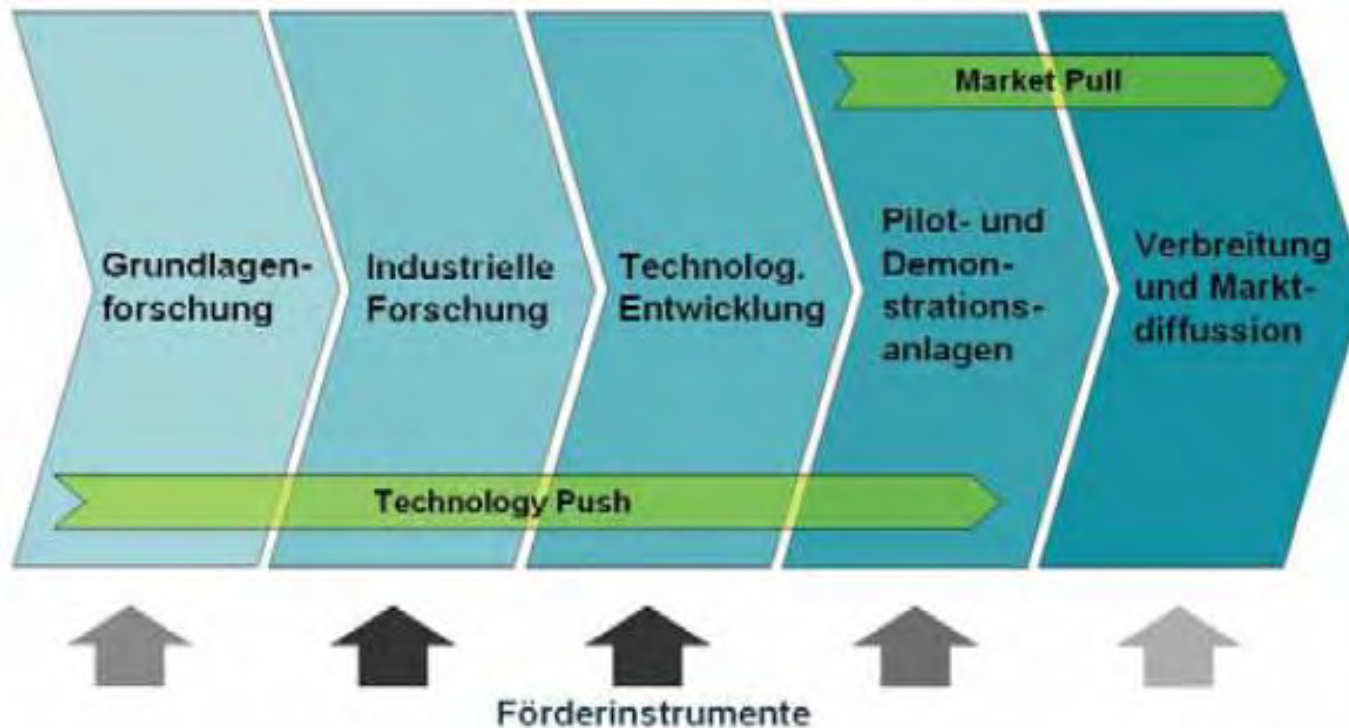 Market Pull
Grundlagen-
forschung
Industrielle
Forschung
Technolog.
Entwicklung
Pilot- und
Demon-
strations-
anlagen
Verbreitung
und Markt-
diffussion
Technology Push
Förderinstrumente